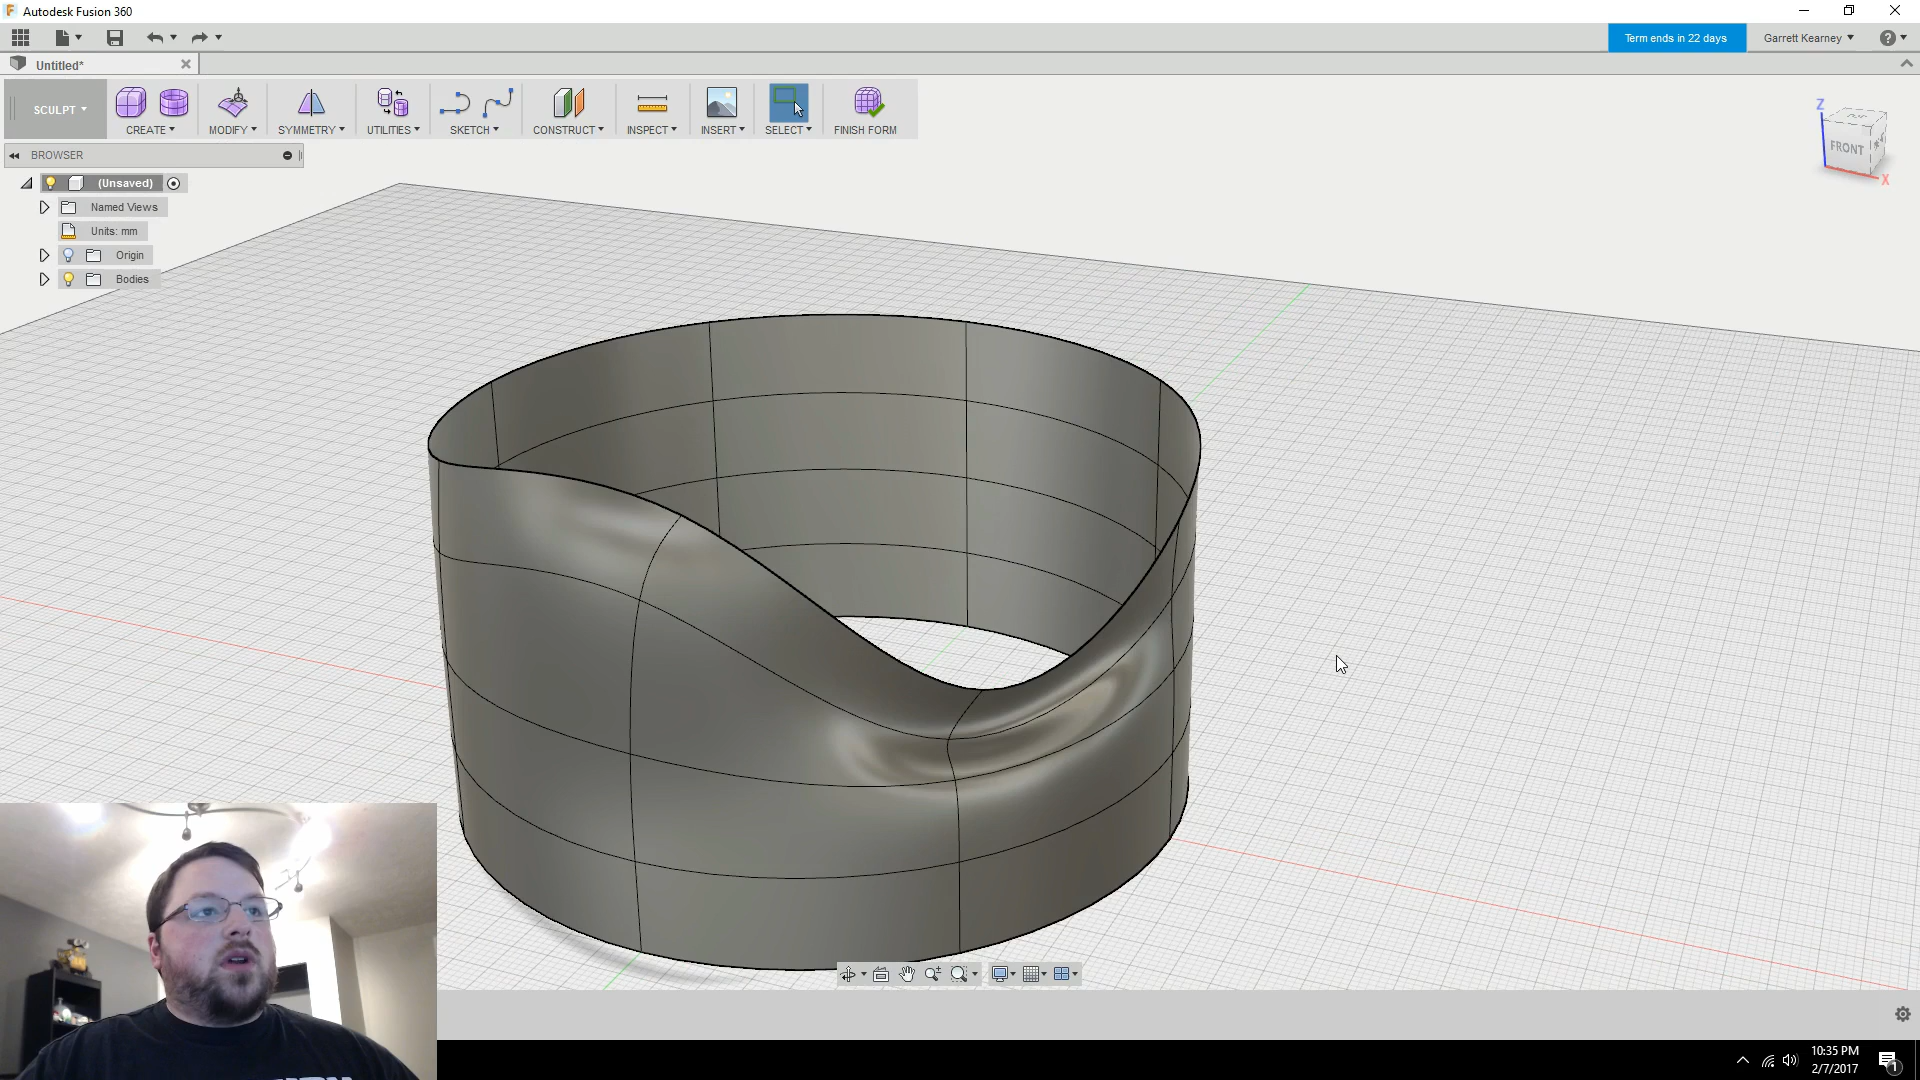 Autodesk Fusion 360
Term ends in 22 days
Garrett Kearney
Untitled*
SCULPT
CREATE
MODIFY
SYMMETRY
UTILITIES
SKETCH
CONSTRUCT
INSPECT
INSERT
SELECT
FINISH FORM
BROWSER
(Unsaved)
Named Views
Units: mm
Origin
Bodies
Z
FRONT
X
10:35 PM
2/7/2017
1